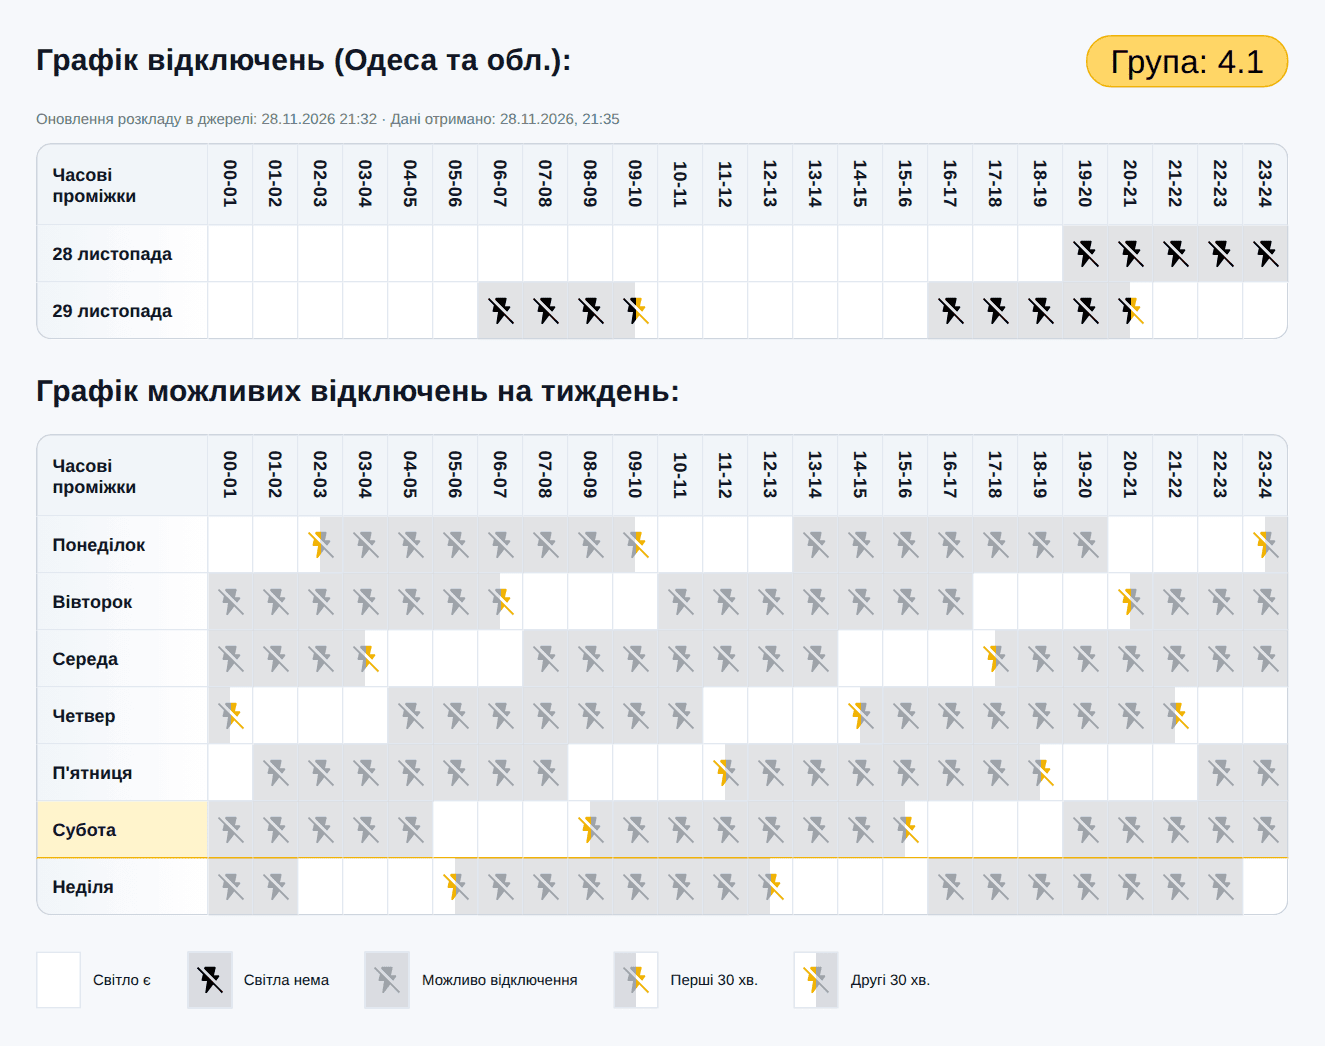 Графік відключень (Одеса та обл.):
Група: 4.1
Оновлення розкладу в джерелі: 28.11.2026 21:32 · Дані отримано: 28.11.2026, 21:35
Часові проміжки 00-01 01-02 02-03 03-04 04-05 05-06 06-07 07-08 08-09 09-10 10-11 11-12 12-13 13-14 14-15 15-16 16-17 17-18 18-19 19-20 20-21 21-22 22-23 23-24
28 листопада
29 листопада
Графік можливих відключень на тиждень:
Часові проміжки 00-01 01-02 02-03 03-04 04-05 05-06 06-07 07-08 08-09 09-10 10-11 11-12 12-13 13-14 14-15 15-16 16-17 17-18 18-19 19-20 20-21 21-22 22-23 23-24
Понеділок
Вівторок
Середа
Четвер
П'ятниця
Субота
Неділя
Світло є
Світла нема
Можливо відключення
Перші 30 хв.
Другі 30 хв.